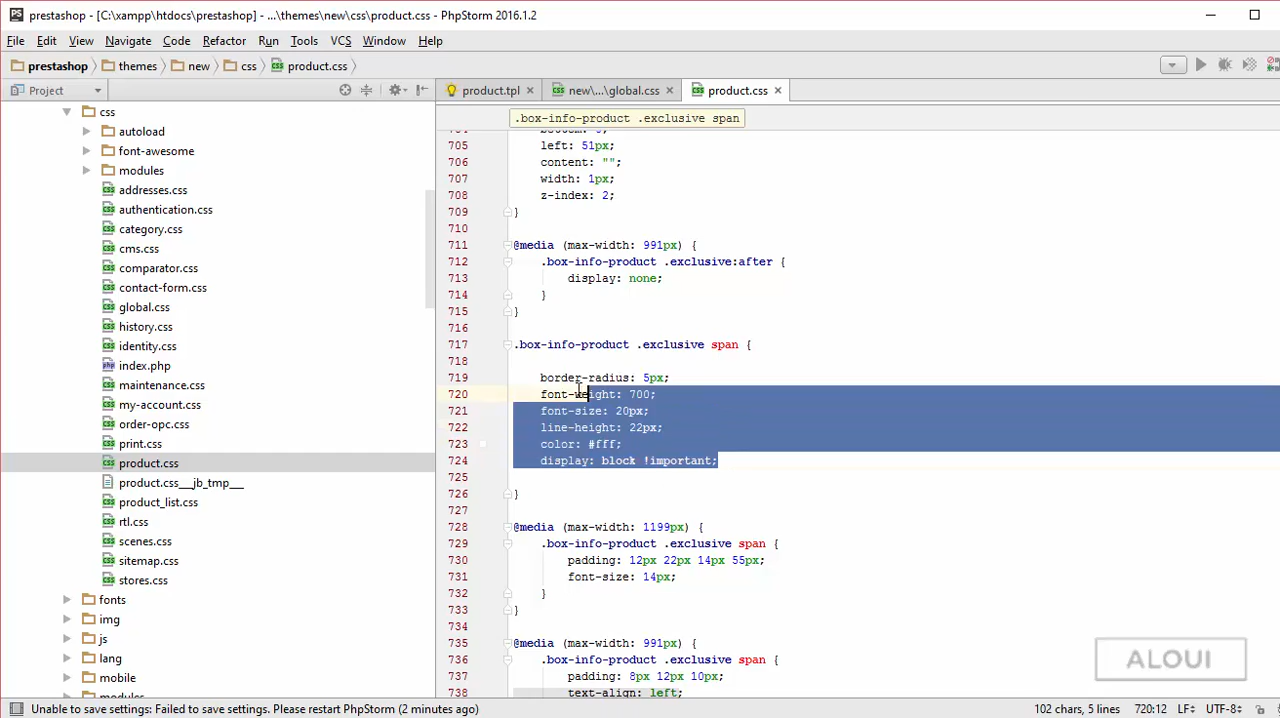 prestashop - [C:\xampp\htdocs\prestashop] - ...\themes\new\css\product.css - PhpStorm 2016.1.2
File Edit View Navigate Code Refactor Run Tools VCS Window Help
prestashop themes new css product.css
Project
product.tpl new\...\global.css product.css
.box-info-product .exclusive span
css
autoload
font-awesome
modules
addresses.css
authentication.css
category.css
cms.css
comparator.css
contact-form.css
global.css
history.css
identity.css
index.php
maintenance.css
my-account.css
order-opc.css
print.css
product.css
product.css__jb_tmp__
product_list.css
rtl.css
scenes.css
sitemap.css
stores.css
fonts
img
js
lang
mobile
modules
704 bottom: 0;
705 left: 51px;
706 content: "";
707 width: 1px;
708 z-index: 2;
709 }
710
711 @media (max-width: 991px) {
712 .box-info-product .exclusive:after {
713 display: none;
714 }
715 }
716
717 .box-info-product .exclusive span {
718
719 border-radius: 5px;
720 font-weight: 700;
721 font-size: 20px;
722 line-height: 22px;
723 color: #fff;
724 display: block !important;
725
726 }
727
728 @media (max-width: 1199px) {
729 .box-info-product .exclusive span {
730 padding: 12px 22px 14px 55px;
731 font-size: 14px;
732 }
733 }
734
735 @media (max-width: 991px) {
736 .box-info-product .exclusive span {
737 padding: 8px 12px 10px;
738 text-align: left;
ALOUI
Unable to save settings: Failed to save settings. Please restart PhpStorm (2 minutes ago) 102 chars, 5 lines 720:12 LF UTF-8